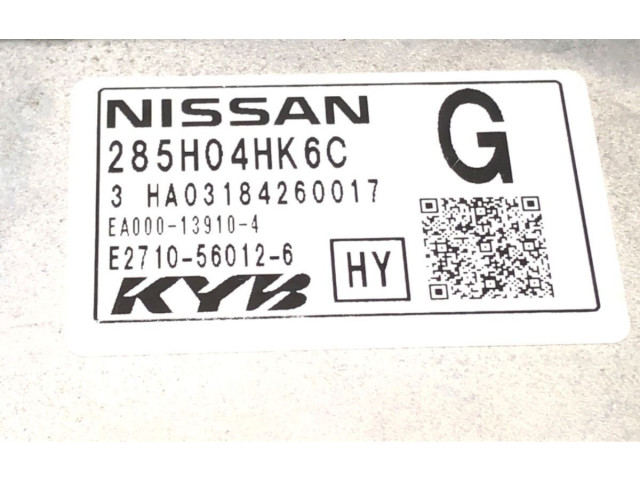 NISSAN
G
285H04HK6C
3 HA03184260017
EA000-13910-4
E2710-56012-6
HY
KYB